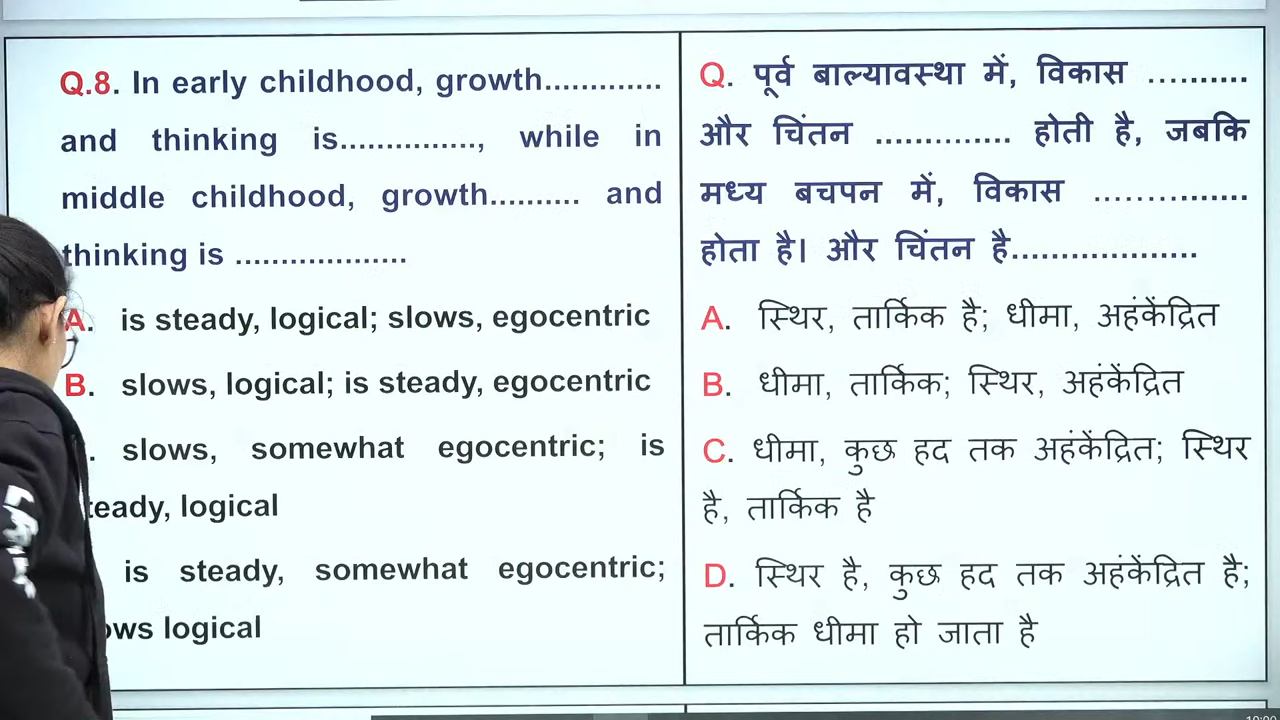 Q.8. In early childhood, growth.............
and thinking is..............., while in
middle childhood, growth.......... and
thinking is ...................
A. is steady, logical; slows, egocentric
B. slows, logical; is steady, egocentric
. slows, somewhat egocentric; is
teady, logical
is steady, somewhat egocentric;
ows logical
Q. पूर्व बाल्यावस्था में, विकास ...........
और चिंतन ............... होती है, जबकि
मध्य बचपन में, विकास .................
होता है। और चिंतन है....................
A. स्थिर, तार्किक है; धीमा, अहंकेंद्रित
B. धीमा, तार्किक; स्थिर, अहंकेंद्रित
C. धीमा, कुछ हद तक अहंकेंद्रित; स्थिर
है, तार्किक है
D. स्थिर है, कुछ हद तक अहंकेंद्रित है;
तार्किक धीमा हो जाता है